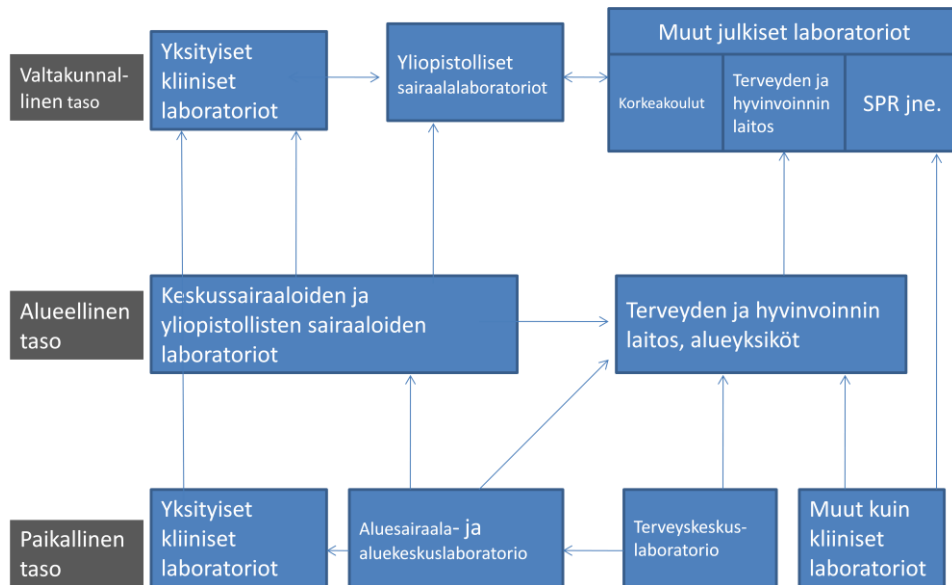 Valtakunnal-
linen taso
Yksityiset
kliiniset
laboratoriot
Yliopistolliset
sairaalalaboratoriot
Muut julkiset laboratoriot
Korkeakoulut
Terveyden ja
hyvinvoinnin
laitos
SPR jne.
Alueellinen
taso
Keskussairaaloiden ja
yliopistollisten sairaaloiden
laboratoriot
Terveyden ja hyvinvoinnin
laitos, alueyksiköt
Paikallinen
taso
Yksityiset
kliiniset
laboratoriot
Aluesairaala- ja
aluekeskuslaboratorio
Terveyskeskus-
laboratorio
Muut kuin
kliiniset
laboratoriot